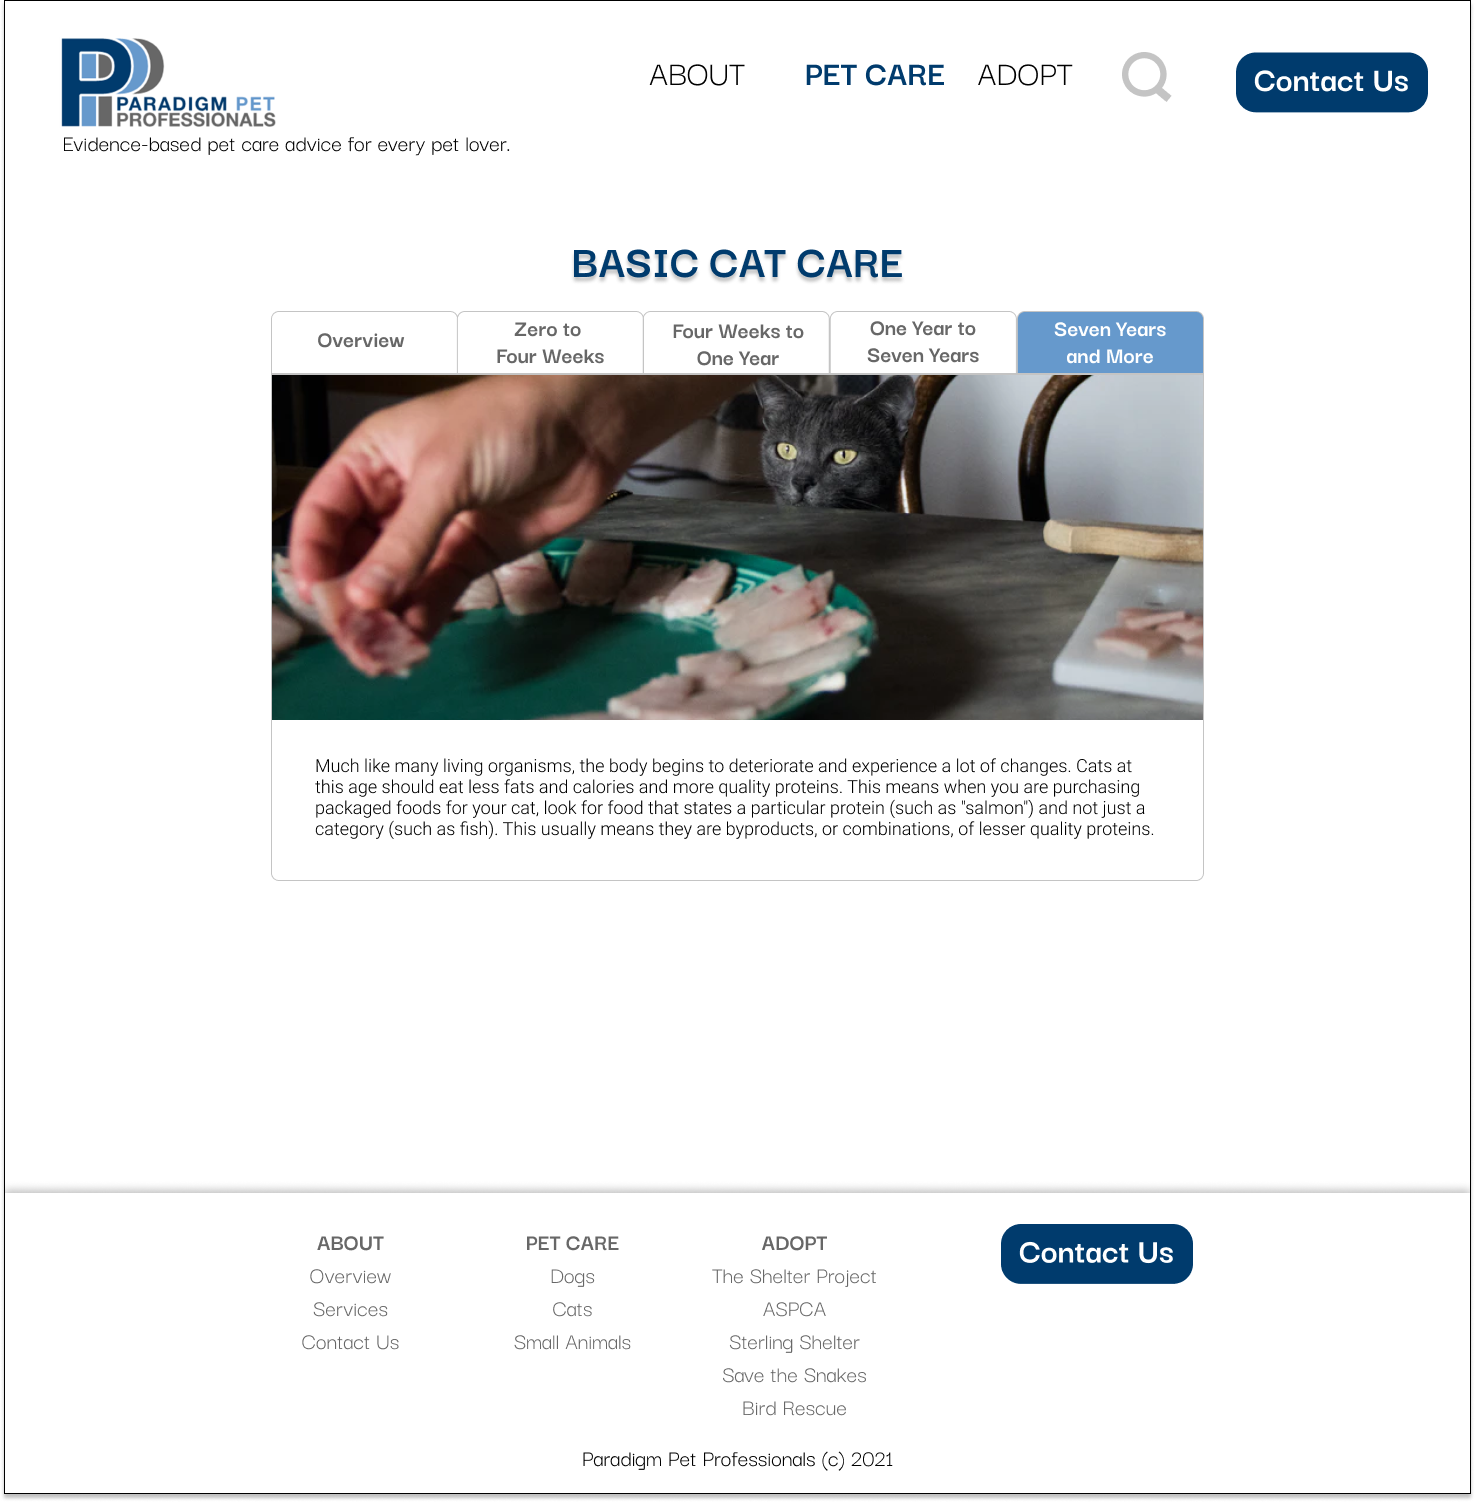 PARADIGM PET
PROFESSIONALS
Evidence-based pet care advice for every pet lover.
ABOUT
PET CARE
ADOPT
Contact Us
BASIC CAT CARE
Overview
Zero to
Four Weeks
Four Weeks to
One Year
One Year to
Seven Years
Seven Years
and More
Much like many living organisms, the body begins to deteriorate and experience a lot of changes. Cats at
this age should eat less fats and calories and more quality proteins. This means when you are purchasing
packaged foods for your cat, look for food that states a particular protein (such as "salmon") and not just a
category (such as fish). This usually means they are byproducts, or combinations, of lesser quality proteins.
ABOUT
Overview
Services
Contact Us
PET CARE
Dogs
Cats
Small Animals
ADOPT
The Shelter Project
ASPCA
Sterling Shelter
Save the Snakes
Bird Rescue
Contact Us
Paradigm Pet Professionals (c) 2021